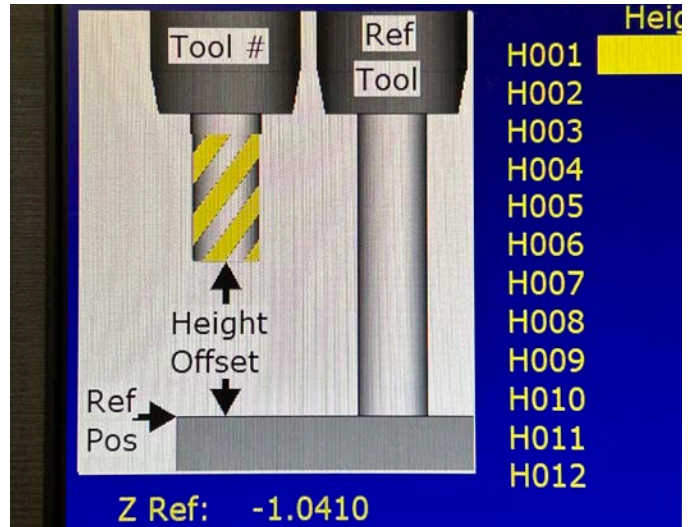 Tool #
Ref
Tool
Height
Offset
Ref
Pos
Z Ref: -1.0410
H001
H002
H003
H004
H005
H006
H007
H008
H009
H010
H011
H012